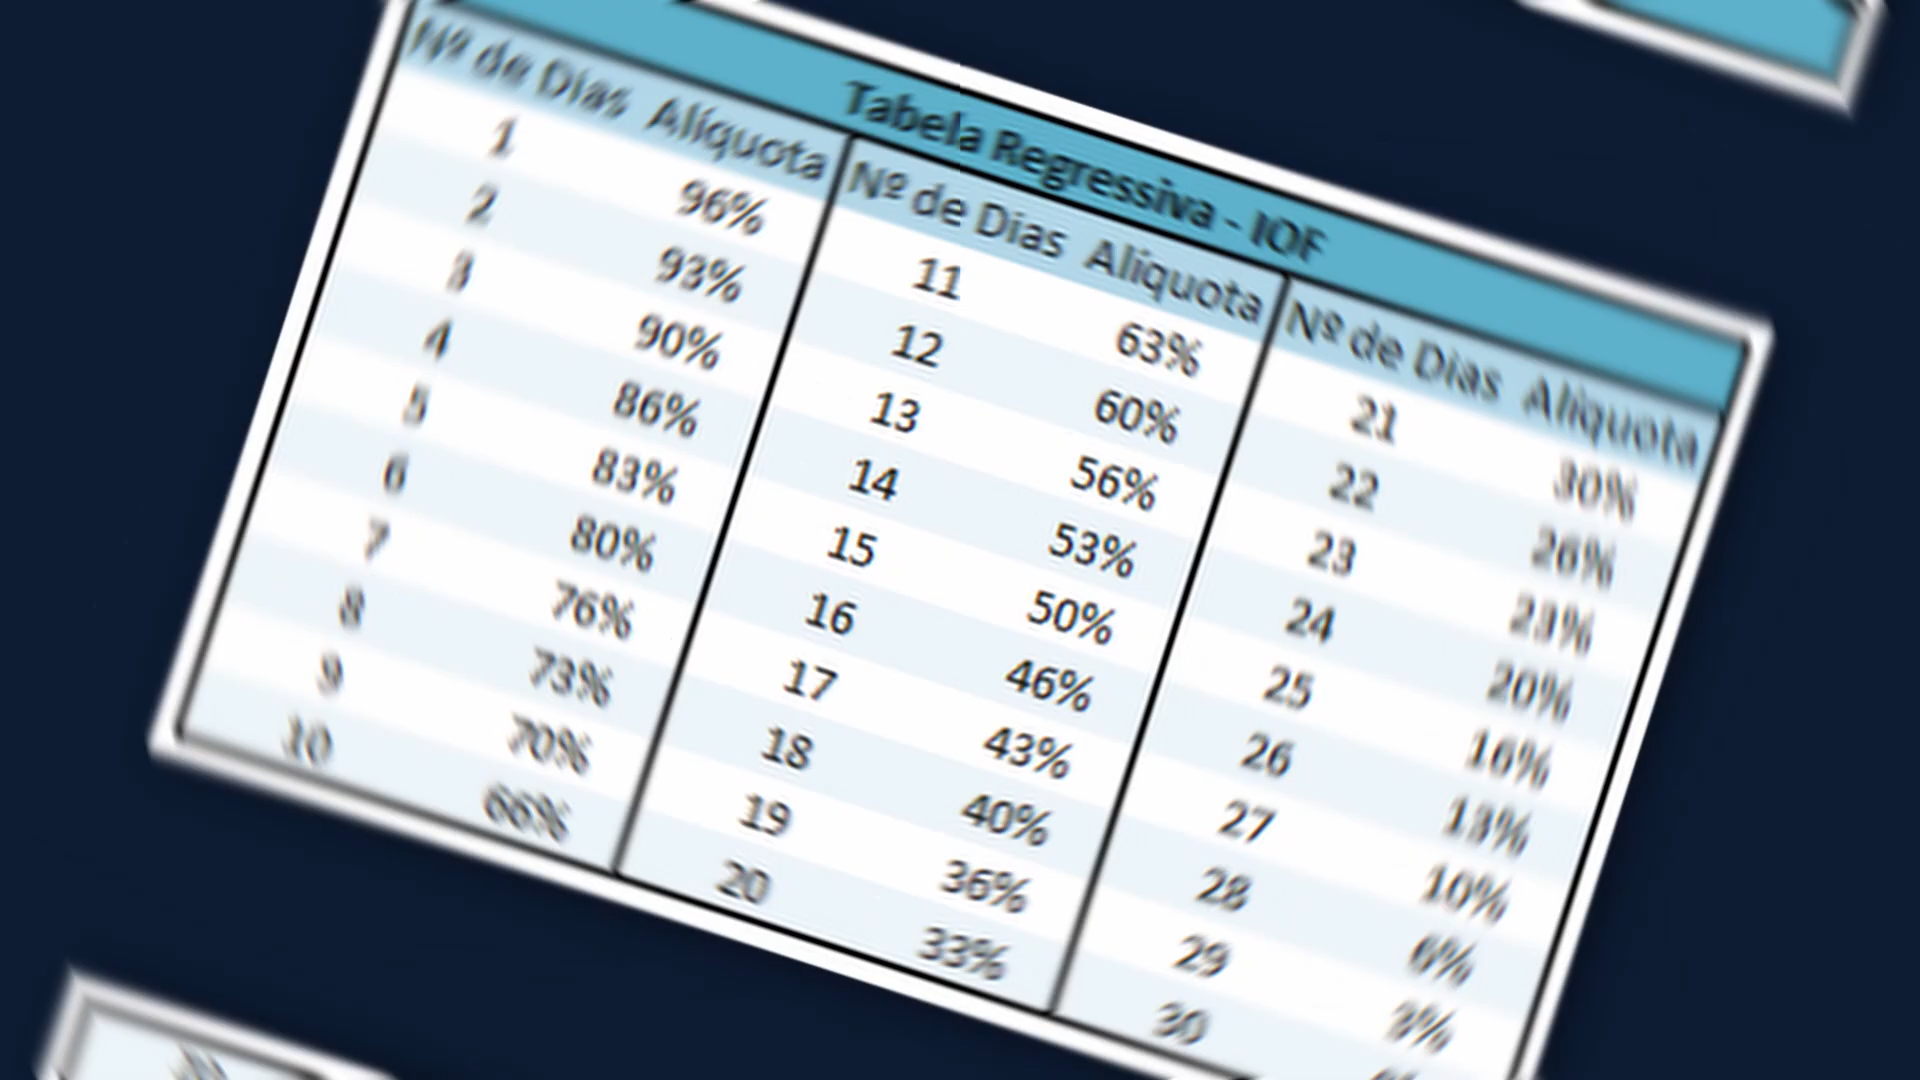 Tabela Regressiva - IOF
Nº de Dias Alíquota Nº de Dias Alíquota Nº de Dias Alíquota
1 96% 11 63% 21 30%
2 93% 12 60% 22 26%
3 90% 13 56% 23 23%
4 86% 14 53% 24 20%
5 83% 15 50% 25 16%
6 80% 16 46% 26 13%
7 76% 17 43% 27 10%
8 73% 18 40% 28 6%
9 70% 19 36% 29 3%
10 66% 20 33% 30